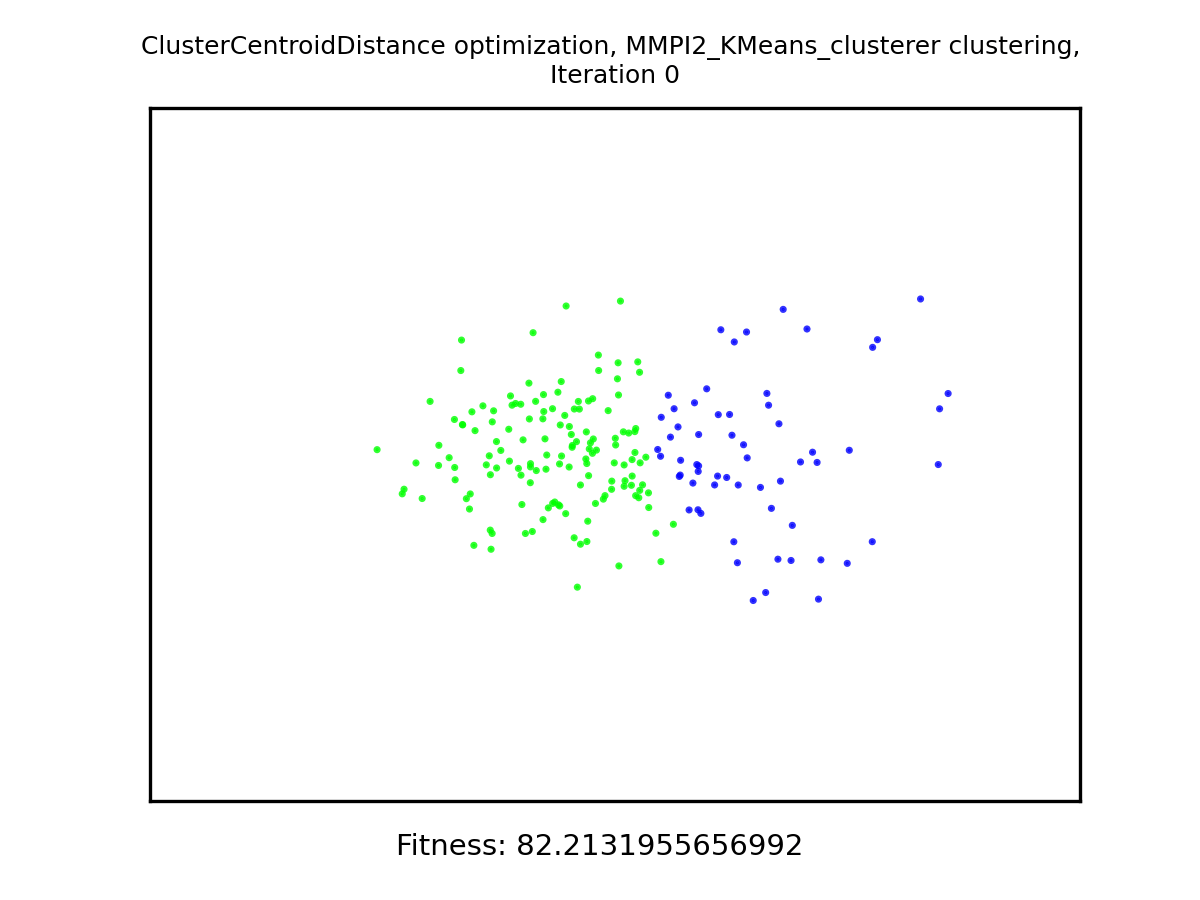 ClusterCentroidDistance optimization, MMPI2_KMeans_clusterer clustering,
Iteration 0
Fitness: 82.2131955656992